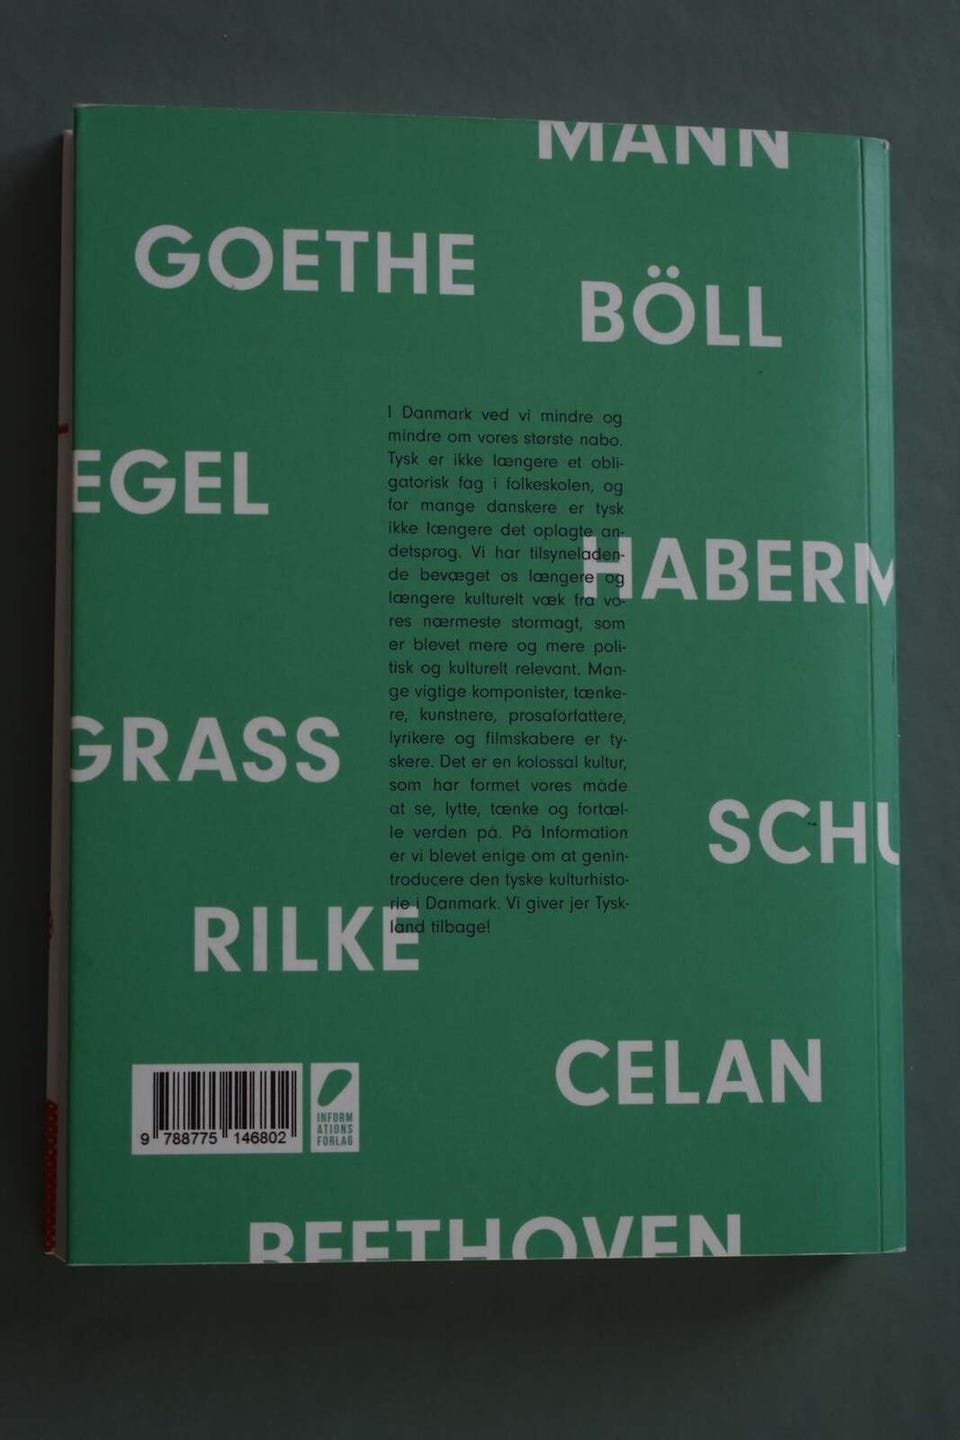 MANN
GOETHE
BÖLL
I Danmark ved vi mindre og
mindre om vores største nabo.
Tysk er ikke længere et obli-
gatorisk fag i folkeskolen, og
for mange danskere er tysk
ikke længere det oplagte an-
detsprog. Vi har tilsyneladen-
de bevæget os længere og
længere kulturelt væk fra vo-
res nærmeste stormagt, som
er blevet mere og mere poli-
tisk og kulturelt relevant. Man-
ge vigtige komponister, tænke-
re, kunstnere, prosaforfattere,
lyrikere og filmskabere er ty-
skere. Det er en kolossal kultur,
som har formet vores måde
at se, lytte, tænke og fortæl-
le verden på. På Information
er vi blevet enige om at genin-
troducere den tyske kulturhisto-
rie i Danmark. Vi giver jer Tysk-
land tilbage!
EGEL
HABERM
GRASS
SCHU
RILKE
CELAN
9 788775 146802
INFORM
ATIONS
FORLAG
BEETHOVEN